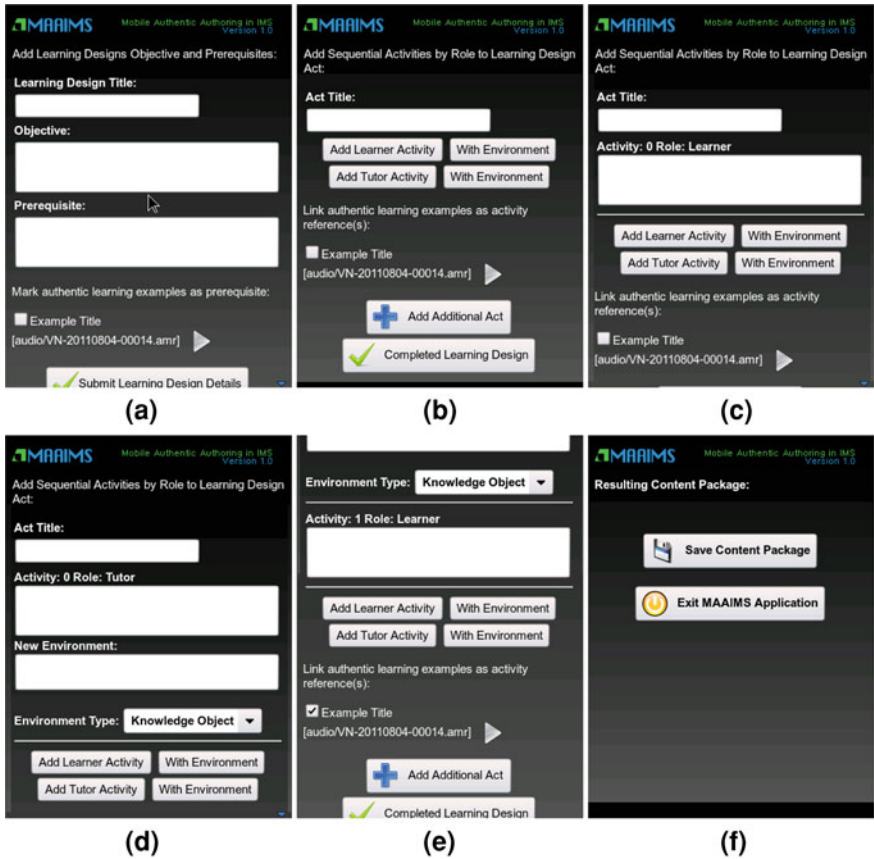 MAAIMS
Mobile Authentic Authoring in IMS
Version 1.0
Add Learning Designs Objective and Prerequisites:
Learning Design Title:
Objective:
Prerequisite:
Mark authentic learning examples as prerequisite:
Example Title
[audio/VN-20110804-00014.amr]
Submit Learning Design Details
(a)
MAAIMS
Mobile Authentic Authoring in IMS
Version 1.0
Add Sequential Activities by Role to Learning Design
Act:
Act Title:
Add Learner Activity With Environment
Add Tutor Activity With Environment
Link authentic learning examples as activity
reference(s):
Example Title
[audio/VN-20110804-00014.amr]
Add Additional Act
Completed Learning Design
(b)
MAAIMS
Mobile Authentic Authoring in IMS
Version 1.0
Add Sequential Activities by Role to Learning Design
Act:
Act Title:
Activity: 0 Role: Learner
Add Learner Activity With Environment
Add Tutor Activity With Environment
Link authentic learning examples as activity
reference(s):
Example Title
[audio/VN-20110804-00014.amr]
(c)
MAAIMS
Mobile Authentic Authoring in IMS
Version 1.0
Add Sequential Activities by Role to Learning Design
Act:
Act Title:
Activity: 0 Role: Tutor
New Environment:
Environment Type: Knowledge Object
Add Learner Activity With Environment
Add Tutor Activity With Environment
(d)
Environment Type: Knowledge Object
Activity: 1 Role: Learner
Add Learner Activity With Environment
Add Tutor Activity With Environment
Link authentic learning examples as activity
reference(s):
Example Title
[audio/VN-20110804-00014.amr]
Add Additional Act
Completed Learning Design
(e)
MAAIMS
Mobile Authentic Authoring in IMS
Version 1.0
Resulting Content Package:
Save Content Package
Exit MAAIMS Application
(f)